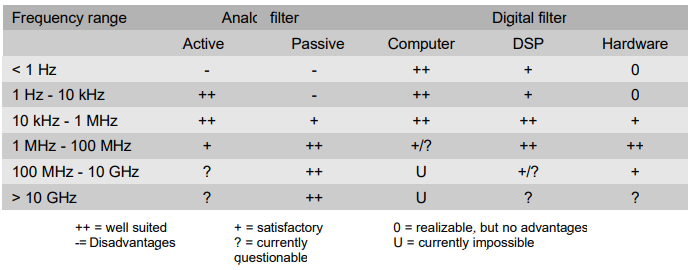 Frequency range Analc filter Digital filter
Active Passive Computer DSP Hardware
< 1 Hz - - ++ + 0
1 Hz - 10 kHz ++ - ++ + 0
10 kHz - 1 MHz ++ + ++ ++ +
1 MHz - 100 MHz + ++ +/? ++ ++
100 MHz - 10 GHz ? ++ U +/? +
> 10 GHz ? ++ U ? ?
++ = well suited + = satisfactory 0 = realizable, but no advantages
-= Disadvantages ? = currently U = currently impossible
questionable